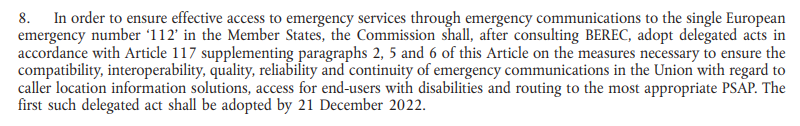 8. In order to ensure effective access to emergency services through emergency communications to the single European
emergency number ‘112’ in the Member States, the Commission shall, after consulting BEREC, adopt delegated acts in
accordance with Article 117 supplementing paragraphs 2, 5 and 6 of this Article on the measures necessary to ensure the
compatibility, interoperability, quality, reliability and continuity of emergency communications in the Union with regard to
caller location information solutions, access for end-users with disabilities and routing to the most appropriate PSAP. The
first such delegated act shall be adopted by 21 December 2022.